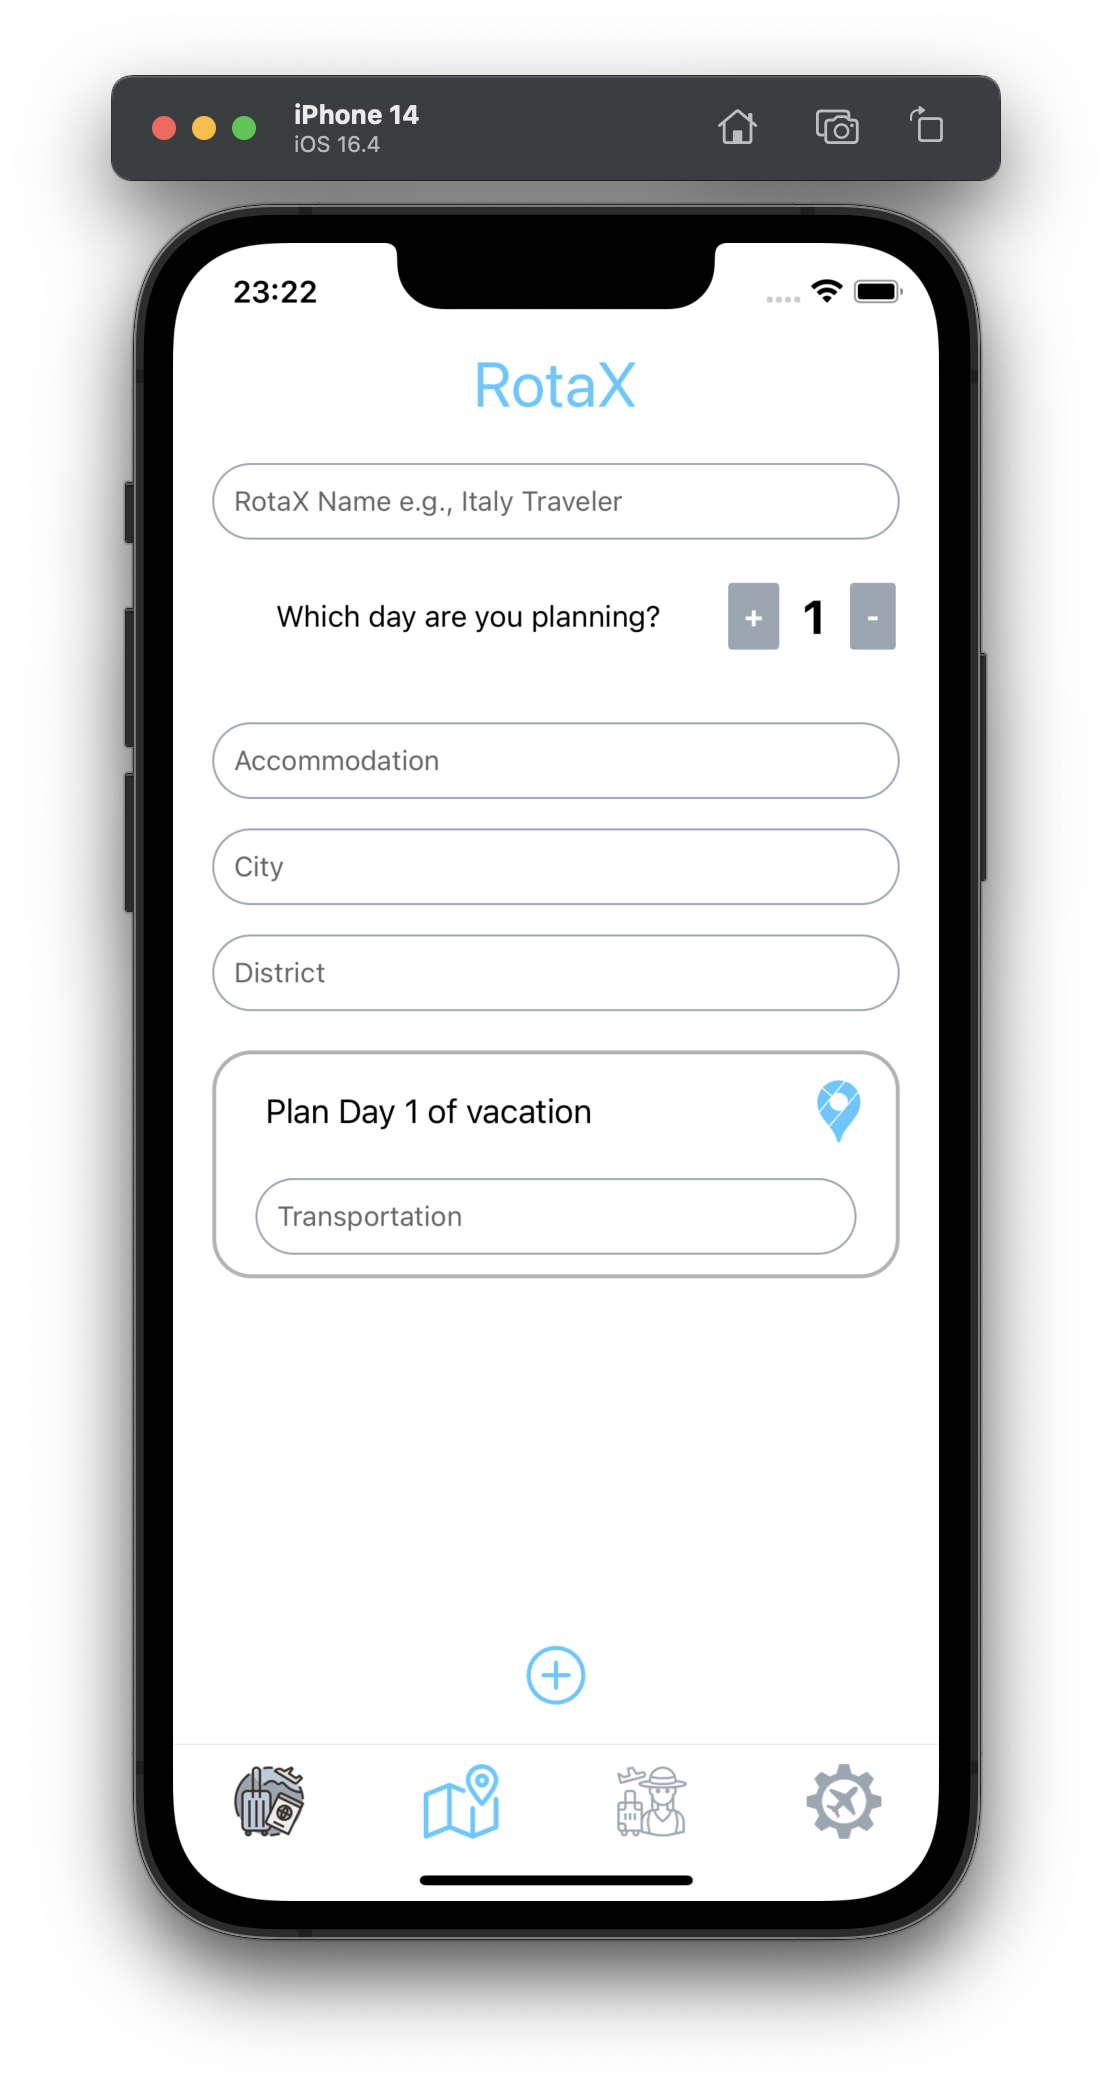 iPhone 14
iOS 16.4
23:22
RotaX
RotaX Name e.g., Italy Traveler
Which day are you planning? + 1 -
Accommodation
City
District
Plan Day 1 of vacation
Transportation